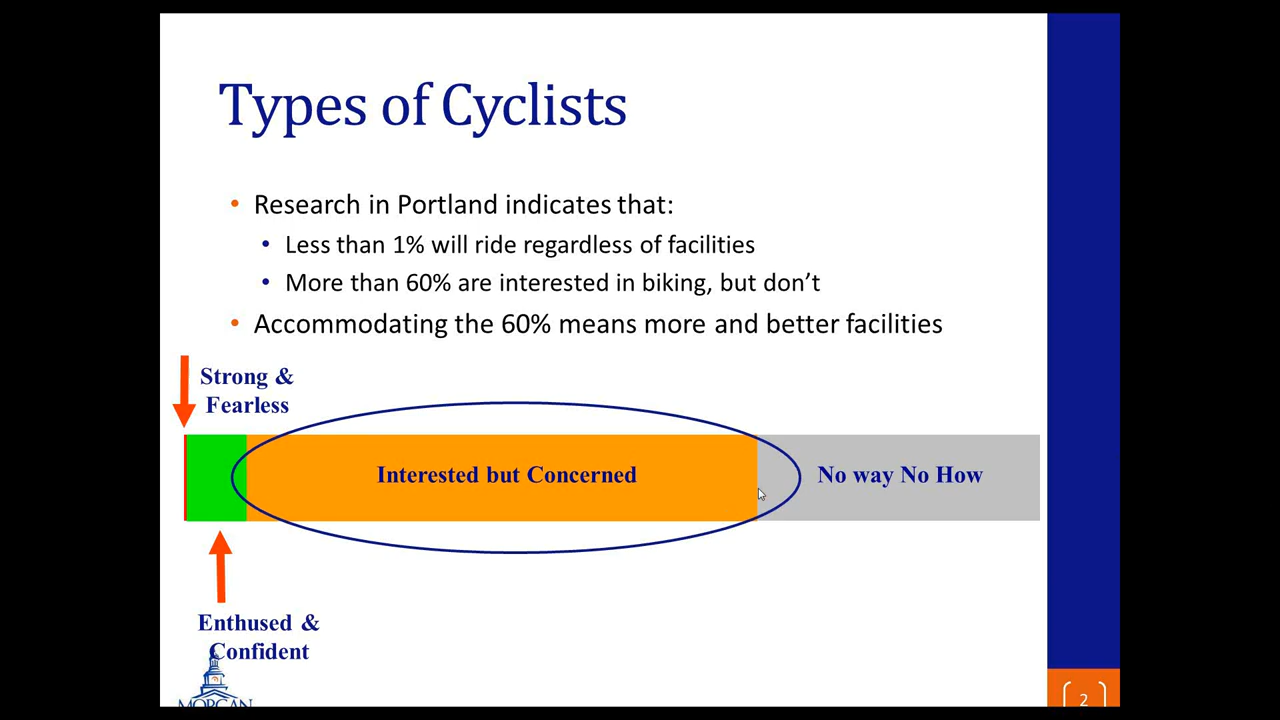 Types of Cyclists
• Research in Portland indicates that:
• Less than 1% will ride regardless of facilities
• More than 60% are interested in biking, but don’t
• Accommodating the 60% means more and better facilities
Strong &
Fearless
Interested but Concerned
No way No How
Enthused &
Confident
MORGAN
2